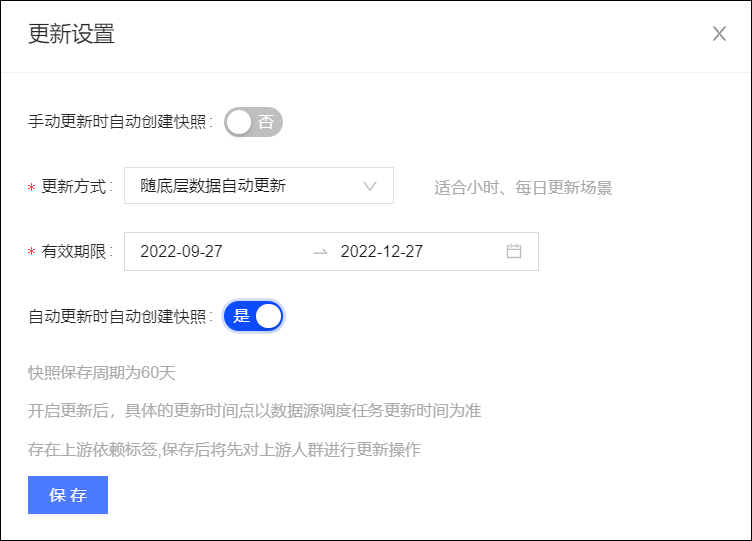 更新设置
手动更新时自动创建快照: 否
* 更新方式: 随底层数据自动更新 适合小时、每日更新场景
* 有效期限: 2022-09-27 → 2022-12-27
自动更新时自动创建快照: 是
快照保存周期为60天
开启更新后，具体的更新时间点以数据源调度任务更新时间为准
存在上游依赖标签,保存后将先对上游人群进行更新操作
保 存